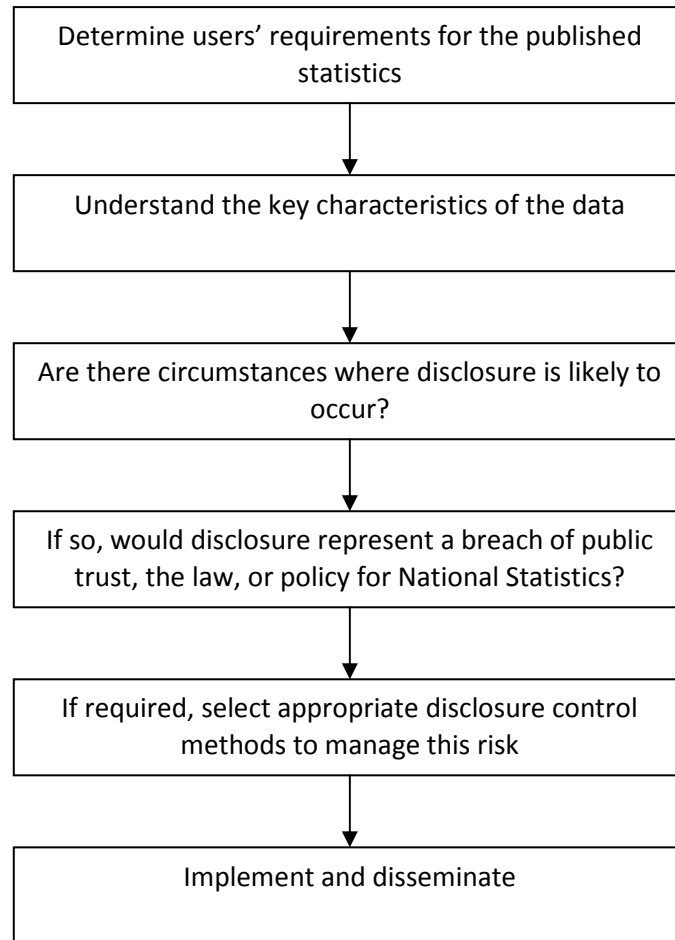 Determine users’ requirements for the published
statistics
Understand the key characteristics of the data
Are there circumstances where disclosure is likely to
occur?
If so, would disclosure represent a breach of public
trust, the law, or policy for National Statistics?
If required, select appropriate disclosure control
methods to manage this risk
Implement and disseminate